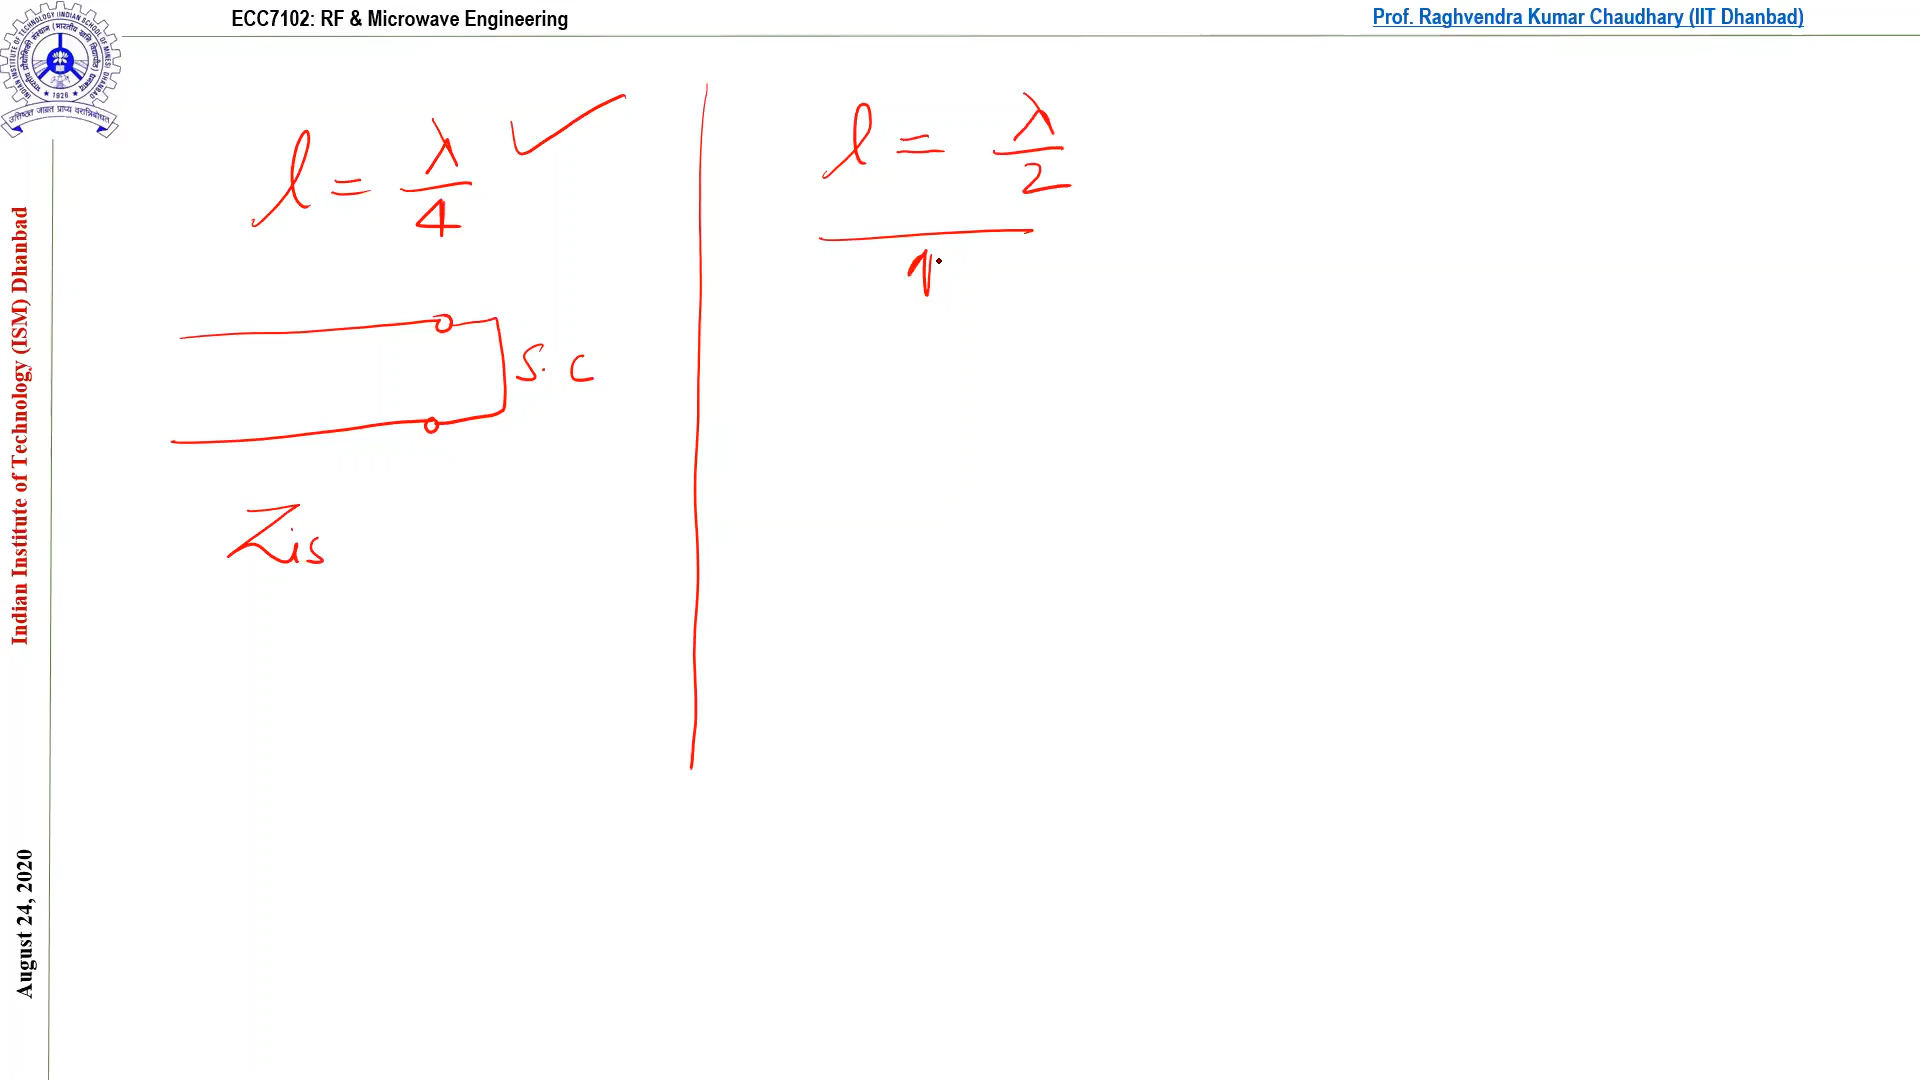 ECC7102: RF & Microwave Engineering
Prof. Raghvendra Kumar Chaudhary (IIT Dhanbad)
Indian Institute of Technology (ISM) Dhanbad
August 24, 2020
1926
l = λ/4
S. C
Zis
l = λ/2